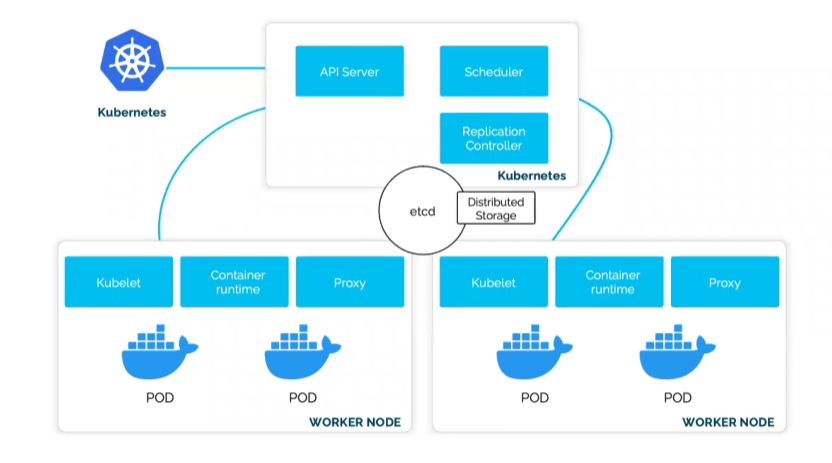 Kubernetes
API Server
Scheduler
Replication
Controller
Kubernetes
etcd
Distributed
Storage
Kubelet
Container
runtime
Proxy
POD
POD
WORKER NODE
Kubelet
Container
runtime
Proxy
POD
POD
WORKER NODE